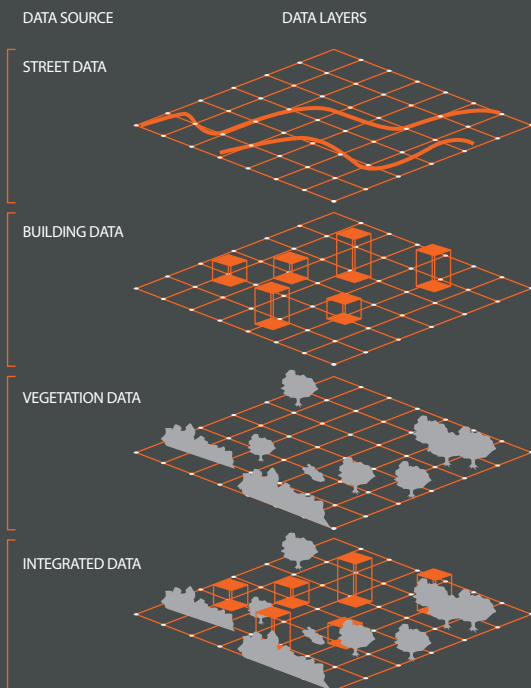 DATA SOURCE
DATA LAYERS
STREET DATA
BUILDING DATA
VEGETATION DATA
INTEGRATED DATA